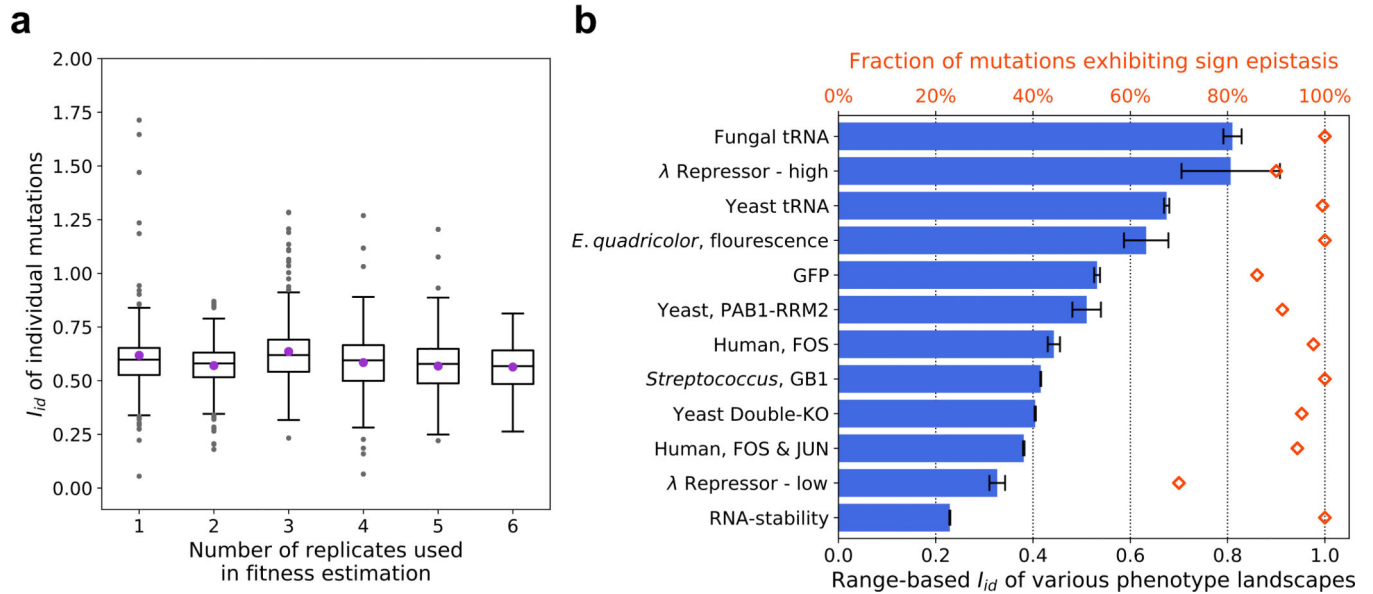 a
2.00
1.75
1.50
1.25
1.00
0.75
0.50
0.25
0.00
I_id of individual mutations
1 2 3 4 5 6
Number of replicates used
in fitness estimation
b
Fraction of mutations exhibiting sign epistasis
0% 20% 40% 60% 80% 100%
Fungal tRNA
λ Repressor - high
Yeast tRNA
E. quadricolor, flourescence
GFP
Yeast, PAB1-RRM2
Human, FOS
Streptococcus, GB1
Yeast Double-KO
Human, FOS & JUN
λ Repressor - low
RNA-stability
0.0 0.2 0.4 0.6 0.8 1.0
Range-based I_id of various phenotype landscapes